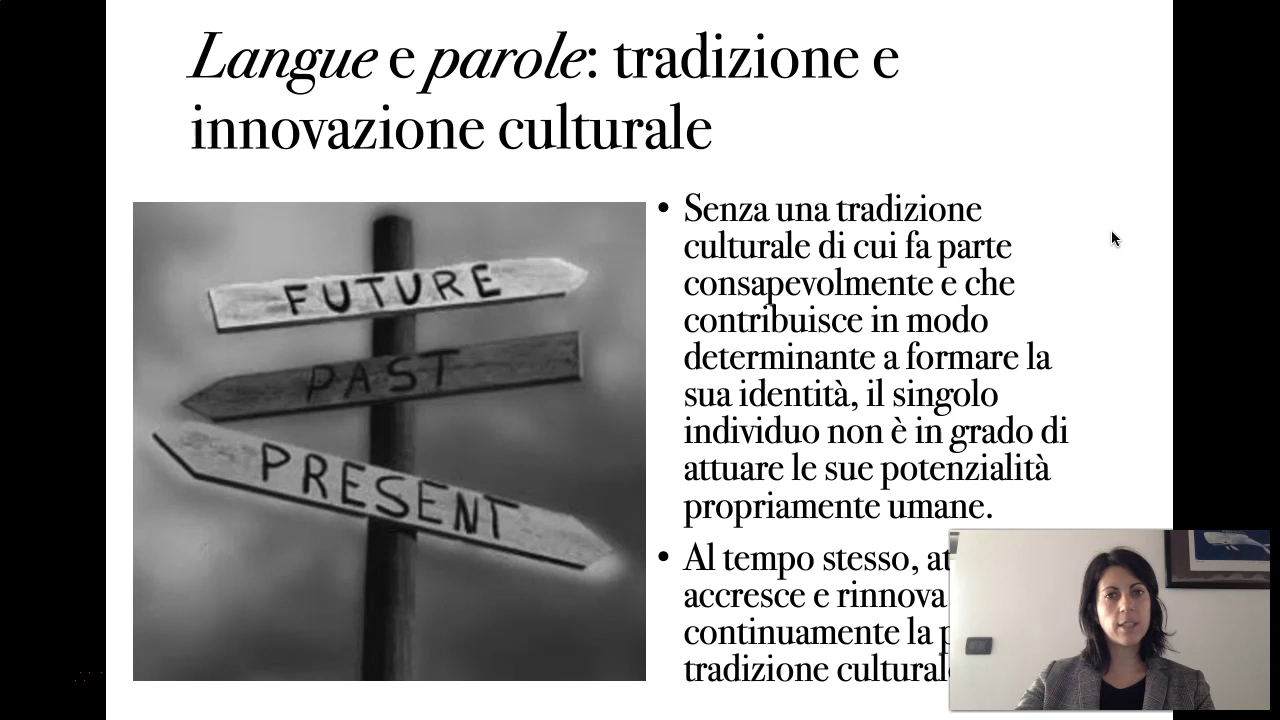 Langue e parole: tradizione e
innovazione culturale
FUTURE
PAST
PRESENT
• Senza una tradizione
culturale di cui fa parte
consapevolmente e che
contribuisce in modo
determinante a formare la
sua identità, il singolo
individuo non è in grado di
attuare le sue potenzialità
propriamente umane.
• Al tempo stesso,
accresce e rinnova
continuamente la
tradizione